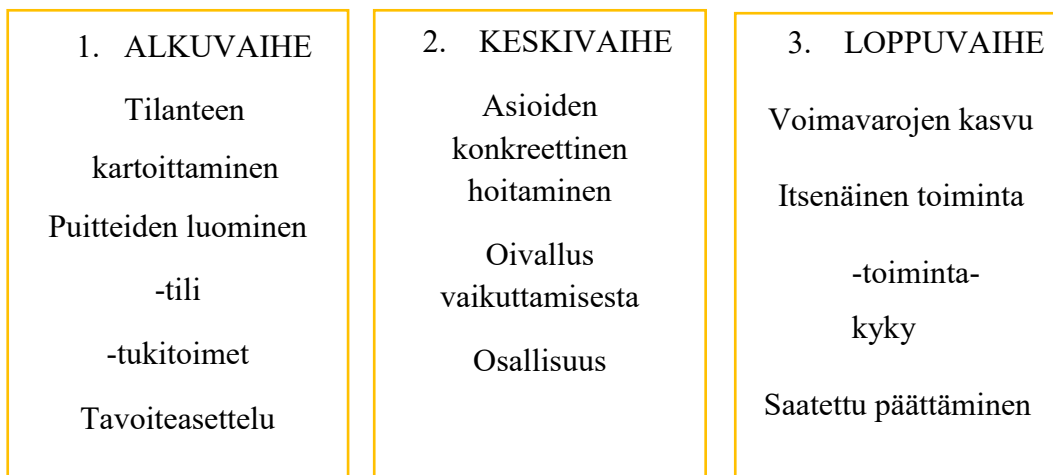 1. ALKUVAIHE
Tilanteen
kartoittaminen
Puitteiden luominen
-tili
-tukitoimet
Tavoiteasettelu
2. KESKIVAIHE
Asioiden
konkreettinen
hoitaminen
Oivallus
vaikuttamisesta
Osallisuus
3. LOPPUVAIHE
Voimavarojen kasvu
Itsenäinen toiminta
-toiminta-
kyky
Saatettu päättäminen